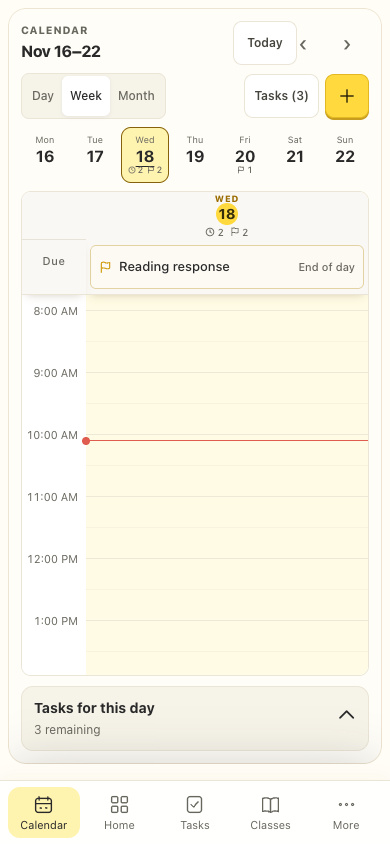 CALENDAR
Nov 16–22
Today
Day Week Month
Tasks (3)
Mon Tue Wed Thu Fri Sat Sun
16 17 18 19 20 21 22
2 2 1
WED
18
2 2
Due
Reading response End of day
8:00 AM
9:00 AM
10:00 AM
11:00 AM
12:00 PM
1:00 PM
Tasks for this day
3 remaining
Calendar Home Tasks Classes More